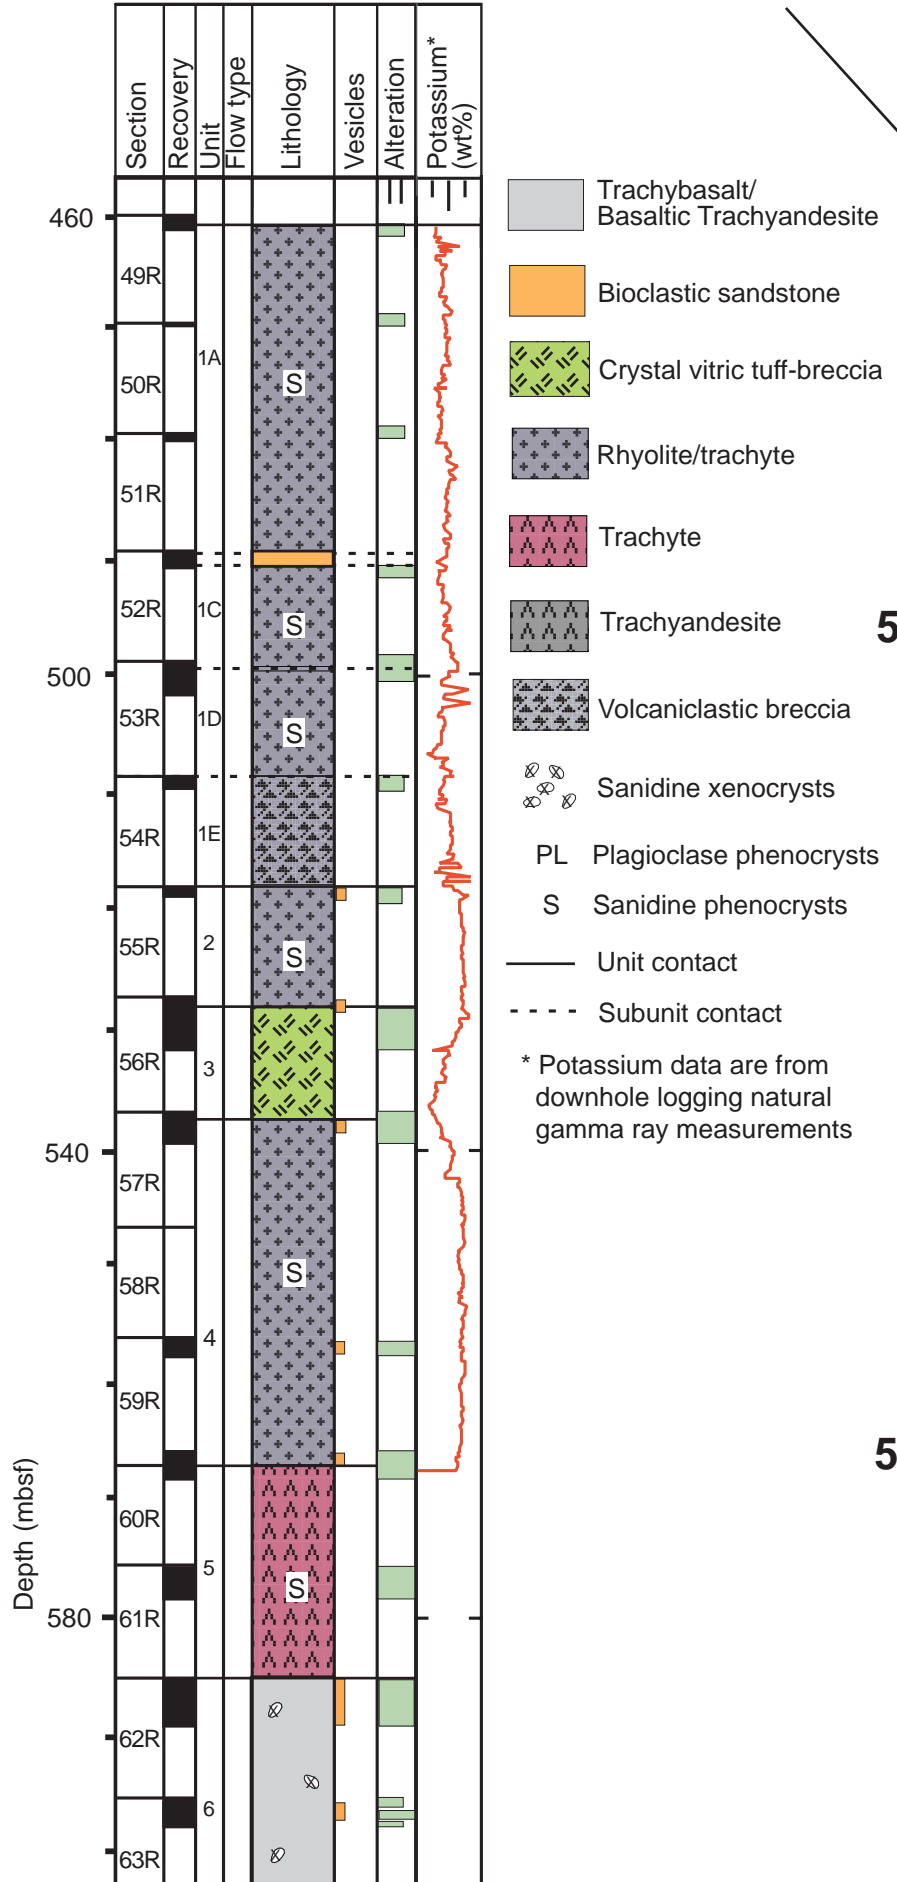 Section
Recovery
Unit
Flow type
Lithology
Vesicles
Alteration
Potassium*
(wt%)
460
49R
1A
50R
S
51R
52R
1C
S
500
53R
1D
S
54R
1E
55R
2
S
56R
3
540
57R
58R
S
4
59R
Depth (mbsf)
60R
5
S
580
61R
62R
6
63R
Trachybasalt/
Basaltic Trachyandesite
Bioclastic sandstone
Crystal vitric tuff-breccia
Rhyolite/trachyte
Trachyte
Trachyandesite
Volcaniclastic breccia
Sanidine xenocrysts
PL Plagioclase phenocrysts
S Sanidine phenocrysts
Unit contact
Subunit contact
* Potassium data are from
downhole logging natural
gamma ray measurements
5
5